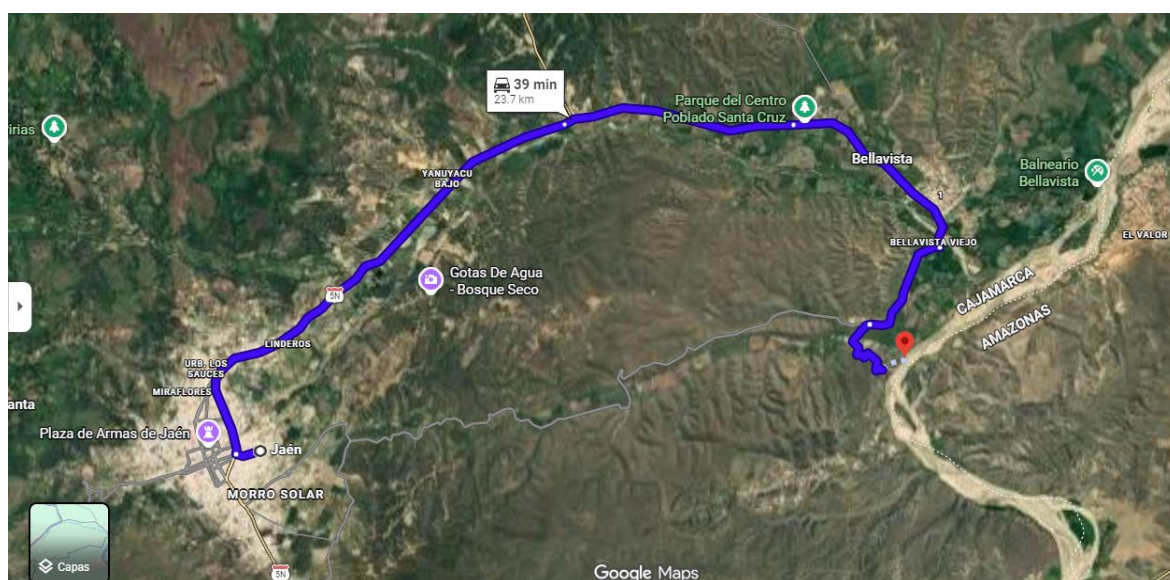 39 min
23.7 km
Parque del Centro
Poblado Santa Cruz
irias
YANUYACU
BAJO
Bellavista
Balneario
Bellavista
1
BELLAVISTA VIEJO
EL VALOR
Gotas De Agua
- Bosque Seco
5N
CAJAMARCA
AMAZONAS
LINDEROS
URB. LOS
SAUCES
MIRAFLORES
anta
Plaza de Armas de Jaén
Jaén
MORRO SOLAR
Capas
5N
Google Maps